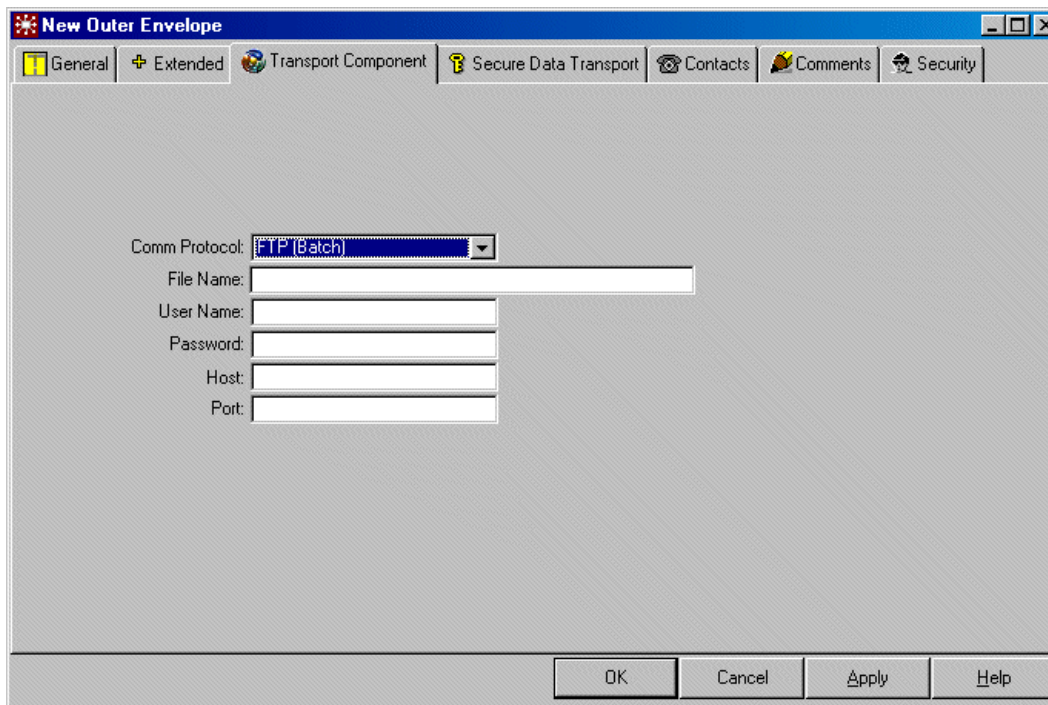 New Outer Envelope
General Extended Transport Component Secure Data Transport Contacts Comments Security
Comm Protocol: FTP (Batch)
File Name:
User Name:
Password:
Host:
Port:
OK Cancel Apply Help